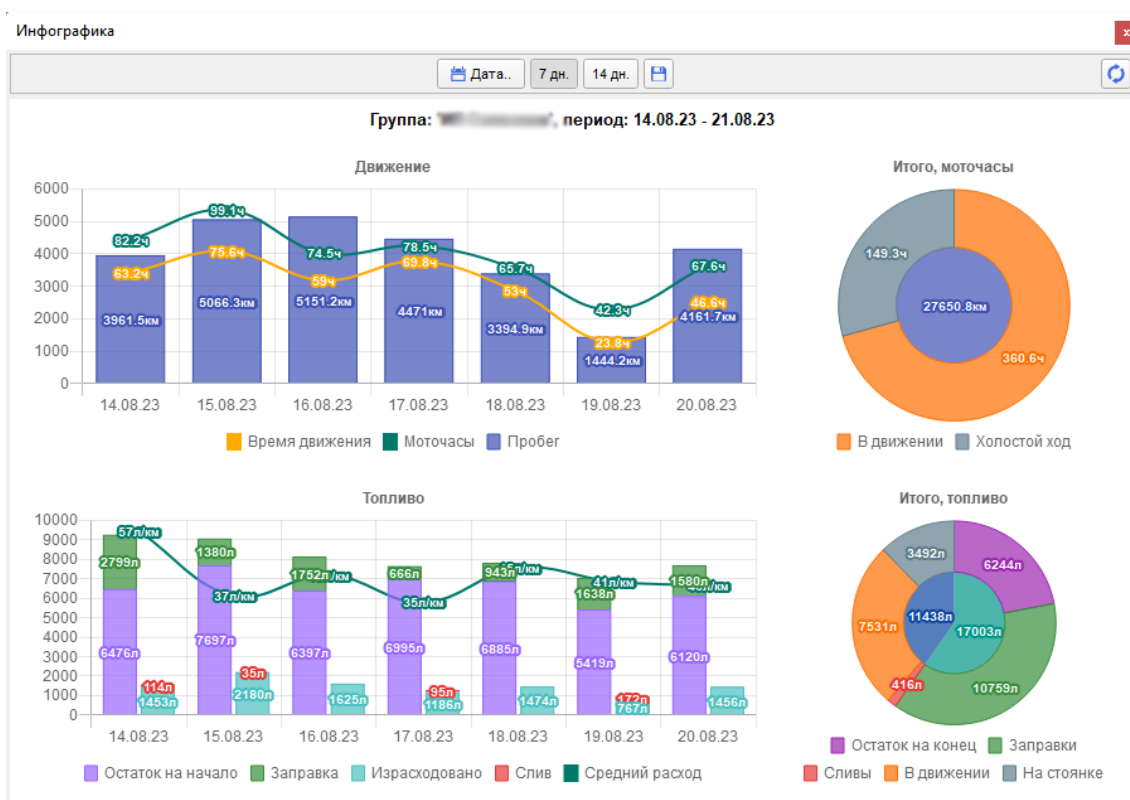 Инфографика
x
Дата.. 7 дн. 14 дн.
Группа: ', период: 14.08.23 - 21.08.23
Движение
6000
5000
4000
3000
2000
1000
0
82.2ч 99.1ч 74.5ч 78.5ч 65.7ч 42.3ч 67.6ч
63.2ч 75.6ч 59ч 69.8ч 53ч 23.8ч 46.6ч
3961.5км 5066.3км 5151.2км 4471км 3394.9км 1444.2км 4161.7км
14.08.23 15.08.23 16.08.23 17.08.23 18.08.23 19.08.23 20.08.23
Время движения Моточасы Пробег
Итого, моточасы
149.3ч
27650.8км
360.6ч
В движении Холостой ход
Топливо
10000
9000
8000
7000
6000
5000
4000
3000
2000
1000
0
57л/км 37л/км л/км 35л/км л/км 41л/км л/км
2799л 1380л 1752л 666л 943л 1638л 1580л
6476л 7697л 6397л 6995л 6885л 5419л 6120л
114л 35л 95л 172л
1453л 2180л 1625л 1186л 1474л 767л 1456л
14.08.23 15.08.23 16.08.23 17.08.23 18.08.23 19.08.23 20.08.23
Остаток на начало Заправка Израсходовано Слив Средний расход
Итого, топливо
3492л
6244л
7531л
11438л
17003л
416л
10759л
Остаток на конец Заправки
Сливы В движении На стоянке